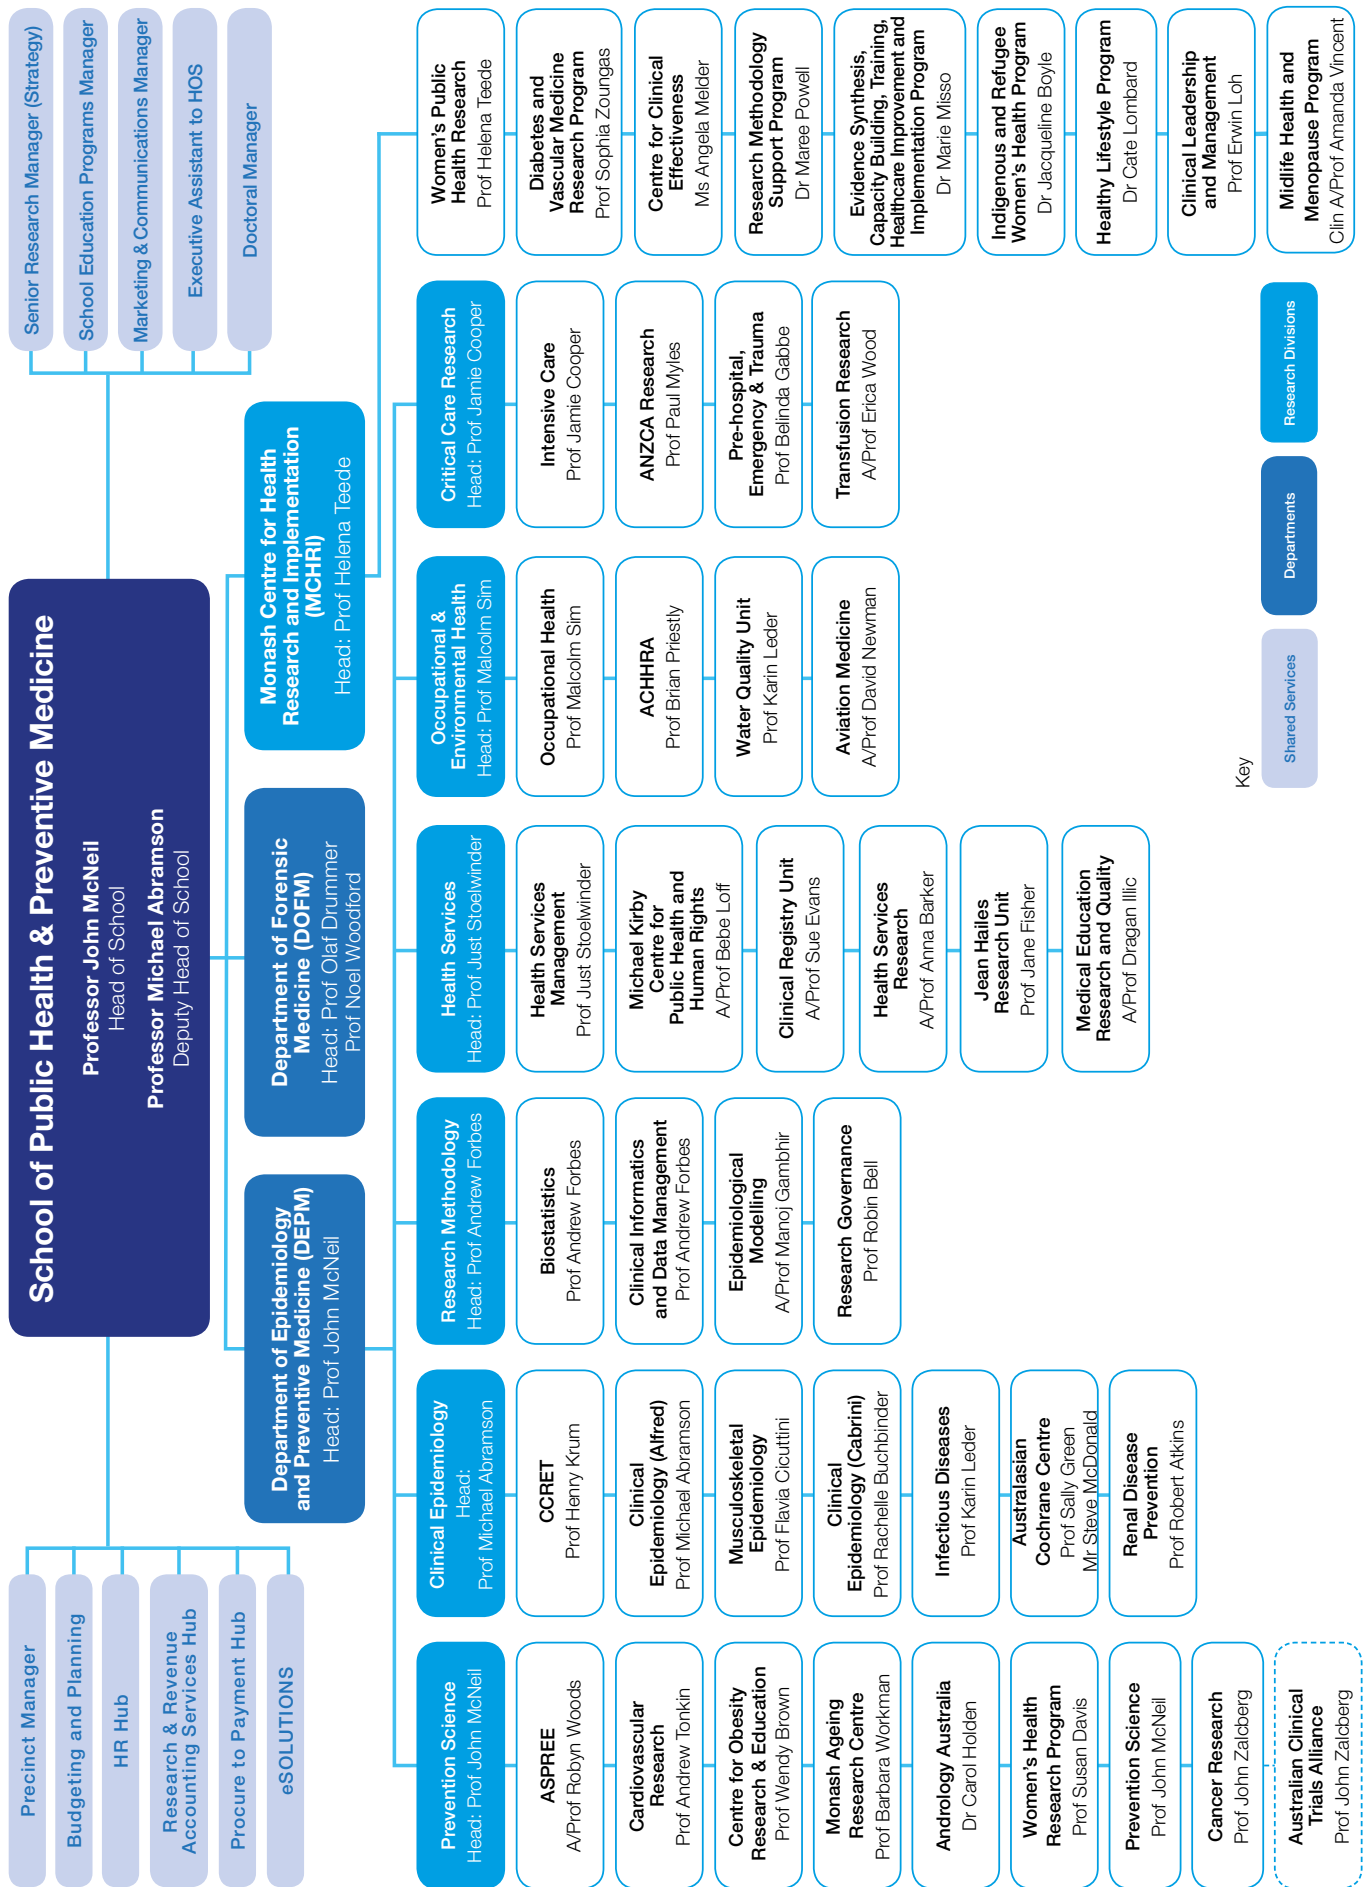 School of Public Health & Preventive Medicine
Professor John McNeil
Head of School
Professor Michael Abramson
Deputy Head of School
Precinct Manager
Budgeting and Planning
HR Hub
Research & Revenue
Accounting Services Hub
Procure to Payment Hub
eSOLUTIONS
Senior Research Manager (Strategy)
School Education Programs Manager
Marketing & Communications Manager
Executive Assistant to HOS
Doctoral Manager
Department of Epidemiology
and Preventive Medicine (DEPM)
Head: Prof John McNeil
Department of Forensic
Medicine (DOFM)
Head: Prof Olaf Drummer
Prof Noel Woodford
Monash Centre for Health
Research and Implementation
(MCHRI)
Head: Prof Helena Teede
Prevention Science
Head: Prof John McNeil
ASPREE
A/Prof Robyn Woods
Cardiovascular
Research
Prof Andrew Tonkin
Centre for Obesity
Research & Education
Prof Wendy Brown
Monash Ageing
Research Centre
Prof Barbara Workman
Andrology Australia
Dr Carol Holden
Women's Health
Research Program
Prof Susan Davis
Prevention Science
Prof John McNeil
Cancer Research
Prof John Zalcberg
Australian Clinical
Trials Alliance
Prof John Zalcberg
Clinical Epidemiology
Head:
Prof Michael Abramson
CCRET
Prof Henry Krum
Clinical
Epidemiology (Alfred)
Prof Michael Abramson
Musculoskeletal
Epidemiology
Prof Flavia Cicuttini
Clinical
Epidemiology (Cabrini)
Prof Rachelle Buchbinder
Infectious Diseases
Prof Karin Leder
Australasian
Cochrane Centre
Prof Sally Green
Mr Steve McDonald
Renal Disease
Prevention
Prof Robert Atkins
Research Methodology
Head: Prof Andrew Forbes
Biostatistics
Prof Andrew Forbes
Clinical Informatics
and Data Management
Prof Andrew Forbes
Epidemiological
Modelling
A/Prof Manoj Gambhir
Research Governance
Prof Robin Bell
Health Services
Head: Prof Just Stoelwinder
Health Services
Management
Prof Just Stoelwinder
Michael Kirby
Centre for
Public Health and
Human Rights
A/Prof Bebe Loff
Clinical Registry Unit
A/Prof Sue Evans
Health Services
Research
A/Prof Anna Barker
Jean Hailes
Research Unit
Prof Jane Fisher
Medical Education
Research and Quality
A/Prof Dragan Illic
Occupational &
Environmental Health
Head: Prof Malcolm Sim
Occupational Health
Prof Malcolm Sim
ACHHRA
Prof Brian Priestly
Water Quality Unit
Prof Karin Leder
Aviation Medicine
A/Prof David Newman
Critical Care Research
Head: Prof Jamie Cooper
Intensive Care
Prof Jamie Cooper
ANZCA Research
Prof Paul Myles
Pre-hospital,
Emergency & Trauma
Prof Belinda Gabbe
Transfusion Research
A/Prof Erica Wood
Women's Public
Health Research
Prof Helena Teede
Diabetes and
Vascular Medicine
Research Program
Prof Sophia Zoungas
Centre for Clinical
Effectiveness
Ms Angela Melder
Research Methodology
Support Program
Dr Maree Powell
Evidence Synthesis,
Capacity Building, Training,
Healthcare Improvement and
Implementation Program
Dr Marie Misso
Indigenous and Refugee
Women's Health Program
Dr Jacqueline Boyle
Healthy Lifestyle Program
Dr Cate Lombard
Clinical Leadership
and Management
Prof Erwin Loh
Midlife Health and
Menopause Program
Clin A/Prof Amanda Vincent
Key
Shared Services
Departments
Research Divisions